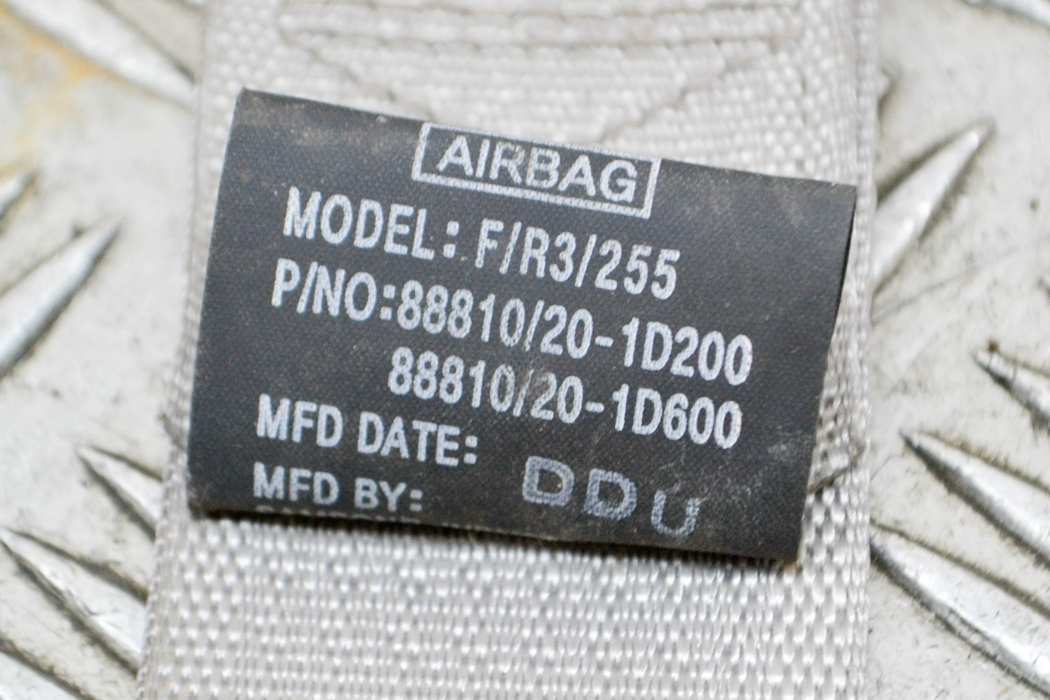 AIRBAG
MODEL: F/R3/255
P/NO:88810/20-1D200
88810/20-1D600
MFD DATE:
DDU
MFD BY: